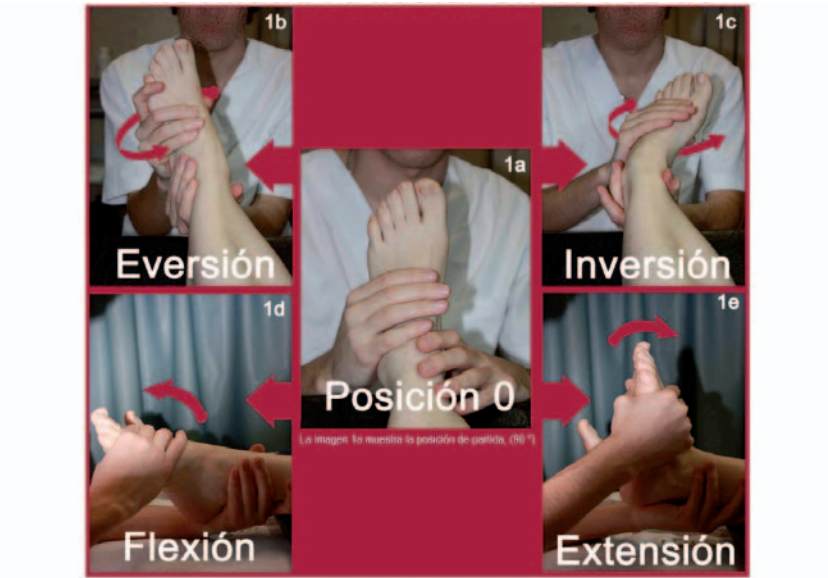 1b
1c
1a
Eversión
Inversión
1d
1e
Posición 0
La imagen 1a muestra la posición de partida, (90 º)
Flexión
Extensión